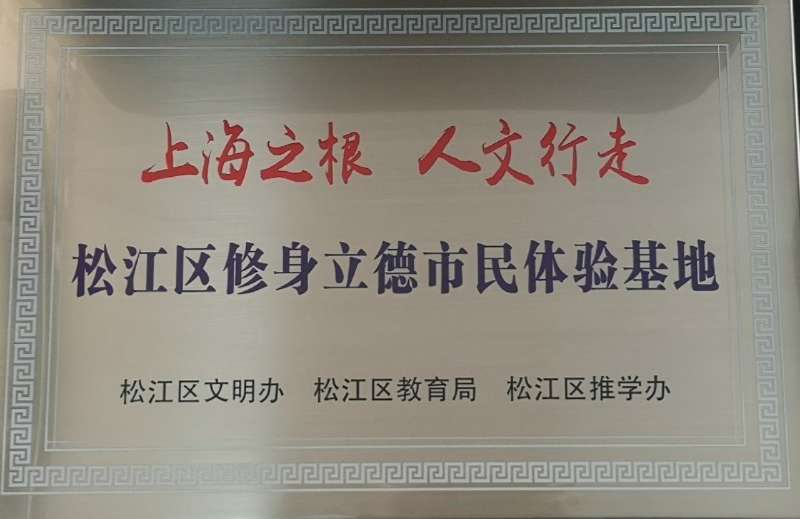 上海之根 人文行走
松江区修身立德市民体验基地
松江区文明办 松江区教育局 松江区推学办